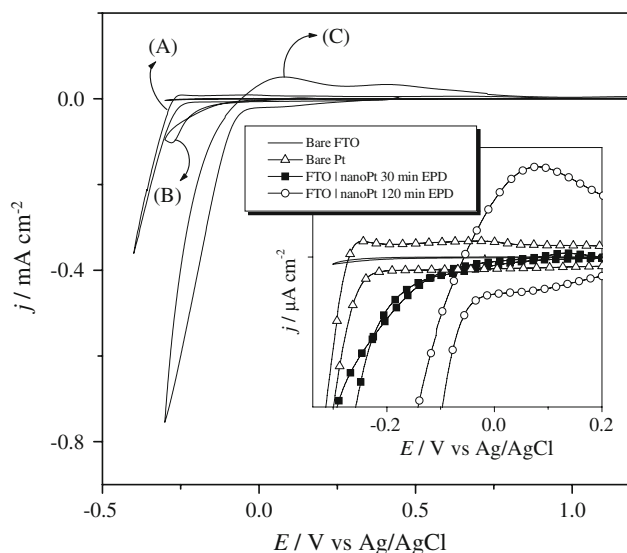 (A)
(C)
0.0
Bare FTO
Bare Pt
FTO | nanoPt 30 min EPD
FTO | nanoPt 120 min EPD
(B)
j / mA cm-2
-0.4
j / μA cm-2
-0.2
0.0
0.2
E / V vs Ag/AgCl
-0.8
-0.5
0.0
0.5
1.0
E / V vs Ag/AgCl